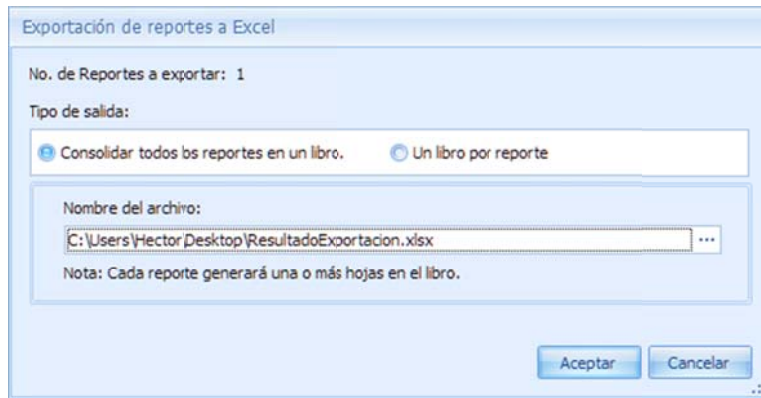 Exportación de reportes a Excel
No. de Reportes a exportar: 1
Tipo de salida:
Consolidar todos los reportes en un libro. Un libro por reporte
Nombre del archivo:
C:\Users\Hector\Desktop\ResultadoExportacion.xlsx ...
Nota: Cada reporte generará una o más hojas en el libro.
Aceptar Cancelar